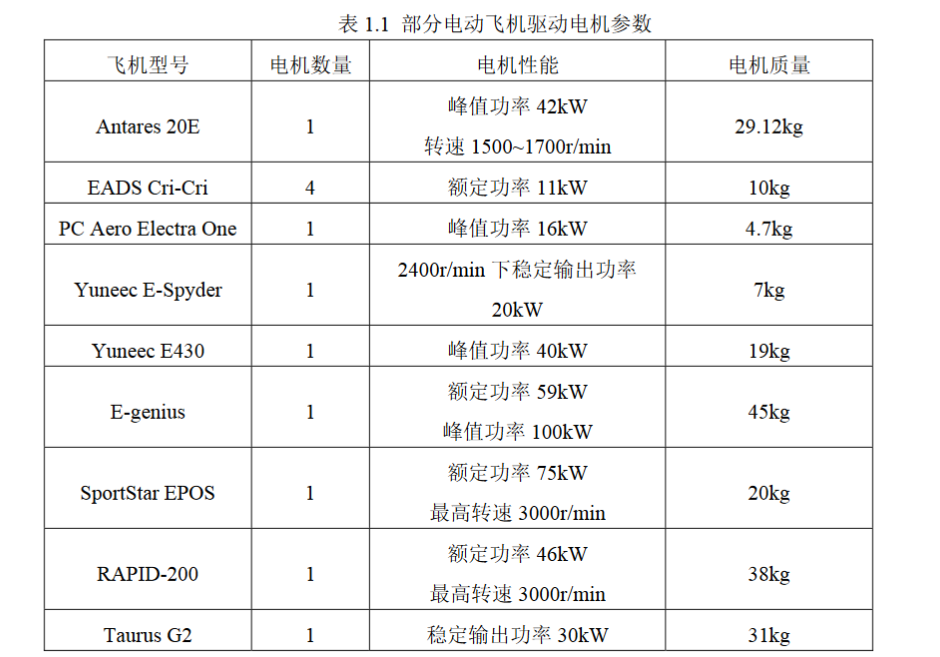 表 1.1 部分电动飞机驱动电机参数
飞机型号 电机数量 电机性能 电机质量
Antares 20E 1 峰值功率 42kW 转速 1500~1700r/min 29.12kg
EADS Cri-Cri 4 额定功率 11kW 10kg
PC Aero Electra One 1 峰值功率 16kW 4.7kg
Yuneec E-Spyder 1 2400r/min 下稳定输出功率 20kW 7kg
Yuneec E430 1 峰值功率 40kW 19kg
E-genius 1 额定功率 59kW 峰值功率 100kW 45kg
SportStar EPOS 1 额定功率 75kW 最高转速 3000r/min 20kg
RAPID-200 1 额定功率 46kW 最高转速 3000r/min 38kg
Taurus G2 1 稳定输出功率 30kW 31kg